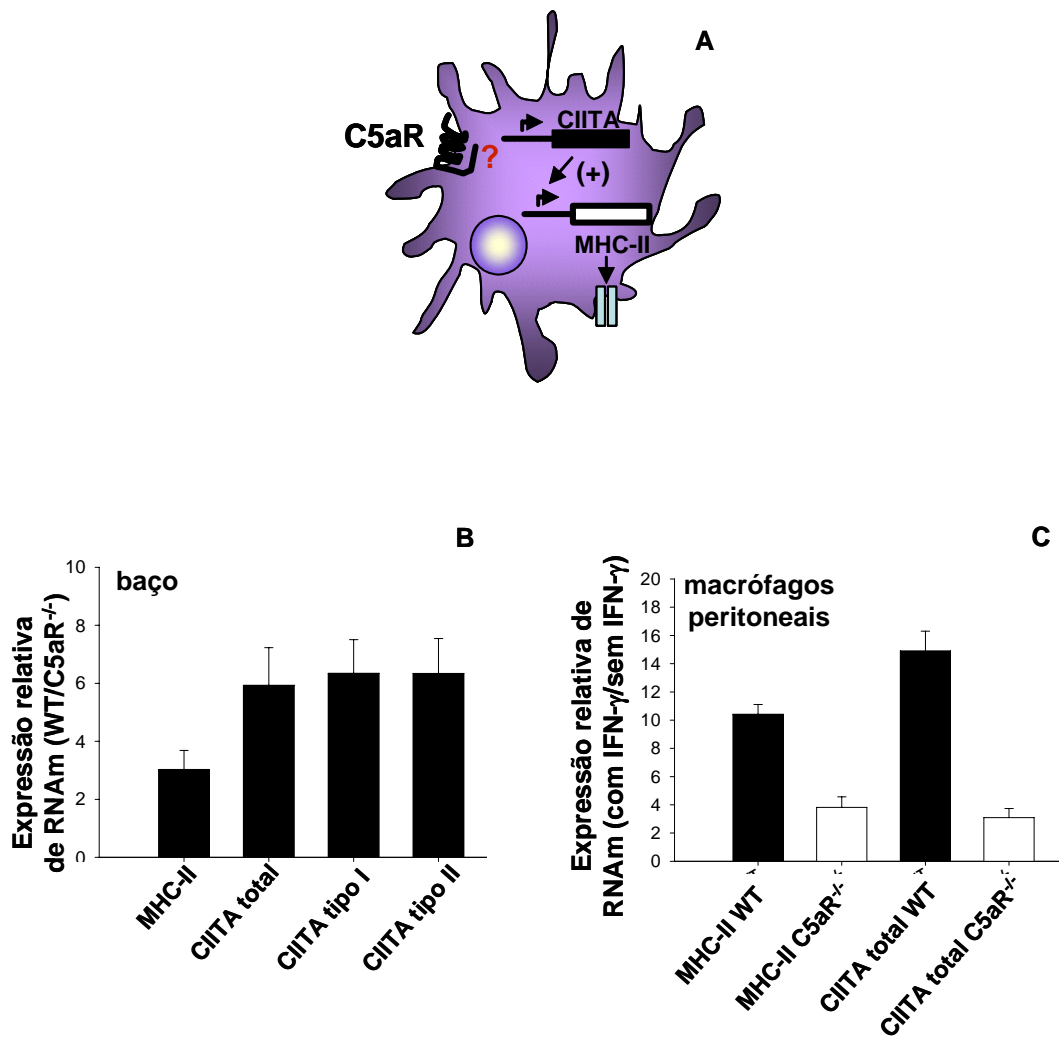 A
C5aR
?
CIITA
(+)
MHC-II
B
baço
Expressão relativa
de RNAm (WT/C5aR-/-)
10
8
6
4
2
0
MHC-II
CIITA total
CIITA tipo I
CIITA tipo II
C
macrófagos
peritoneais
Expressão relativa de
RNAm (com IFN-γ/sem IFN-γ)
20
18
16
14
12
10
8
6
4
2
0
MHC-II WT
MHC-II C5aR-/-
CIITA total WT
CIITA total C5aR-/-